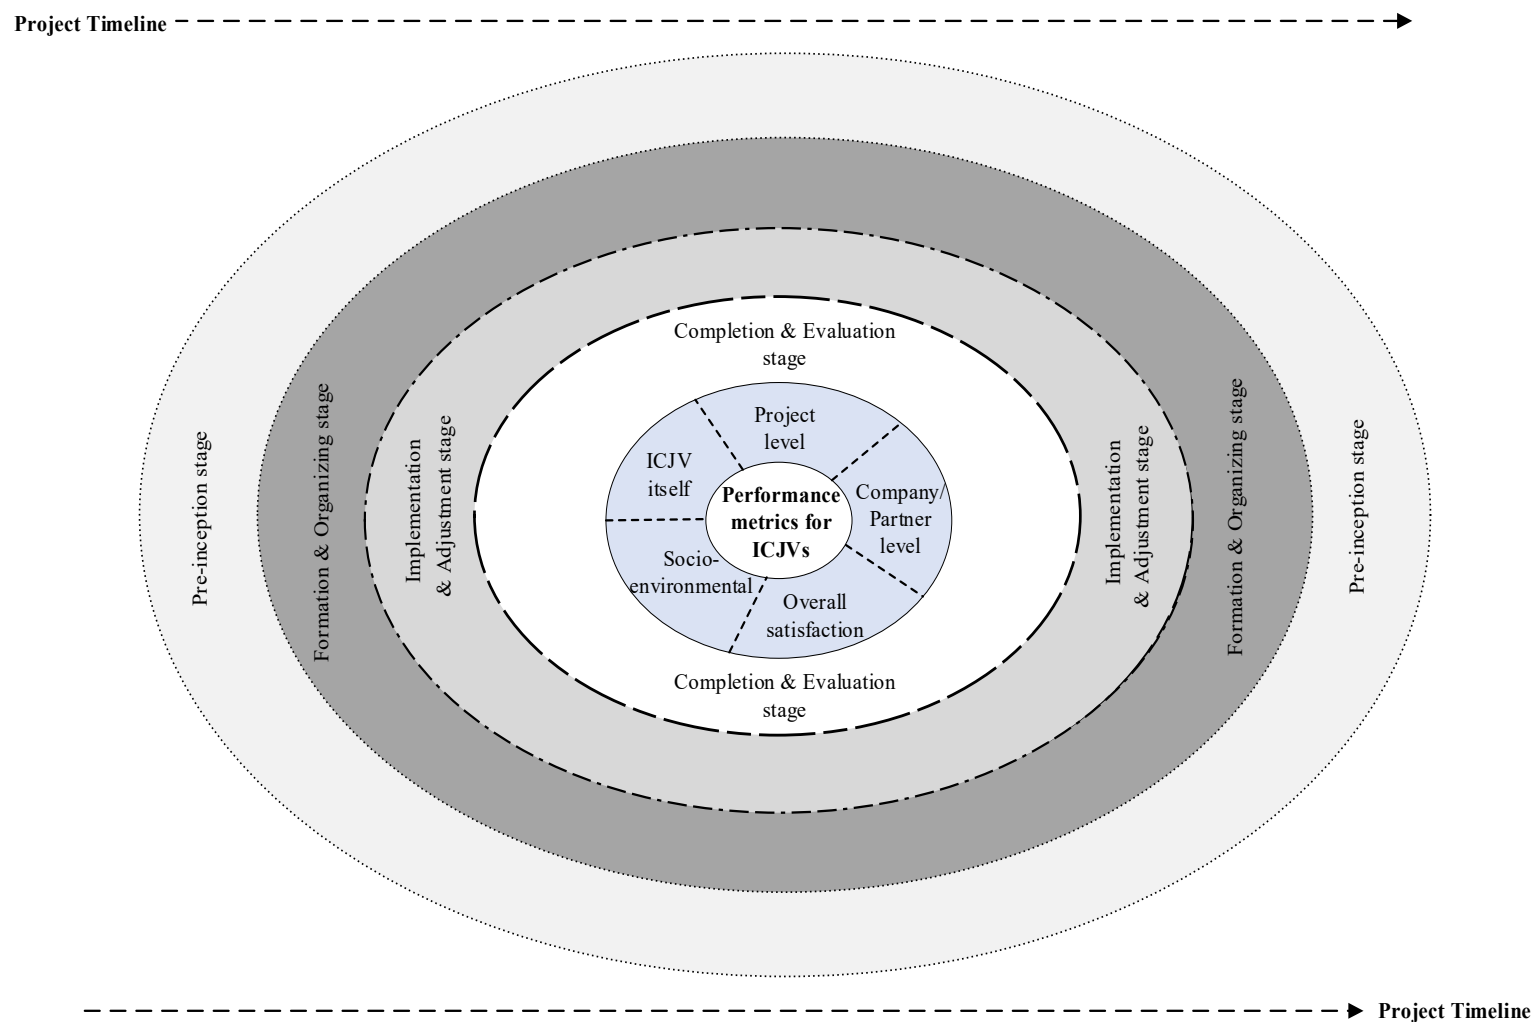 Project Timeline
Completion & Evaluation
stage
Pre-inception stage
Formation & Organizing stage
Implementation
& Adjustment stage
Project
level
ICJV
itself
Performance
metrics for
ICJVs
Company/
Partner
level
Socio-
environmental
Overall
satisfaction
Implementation
& Adjustment stage
Formation & Organizing stage
Pre-inception stage
Completion & Evaluation
stage
Project Timeline